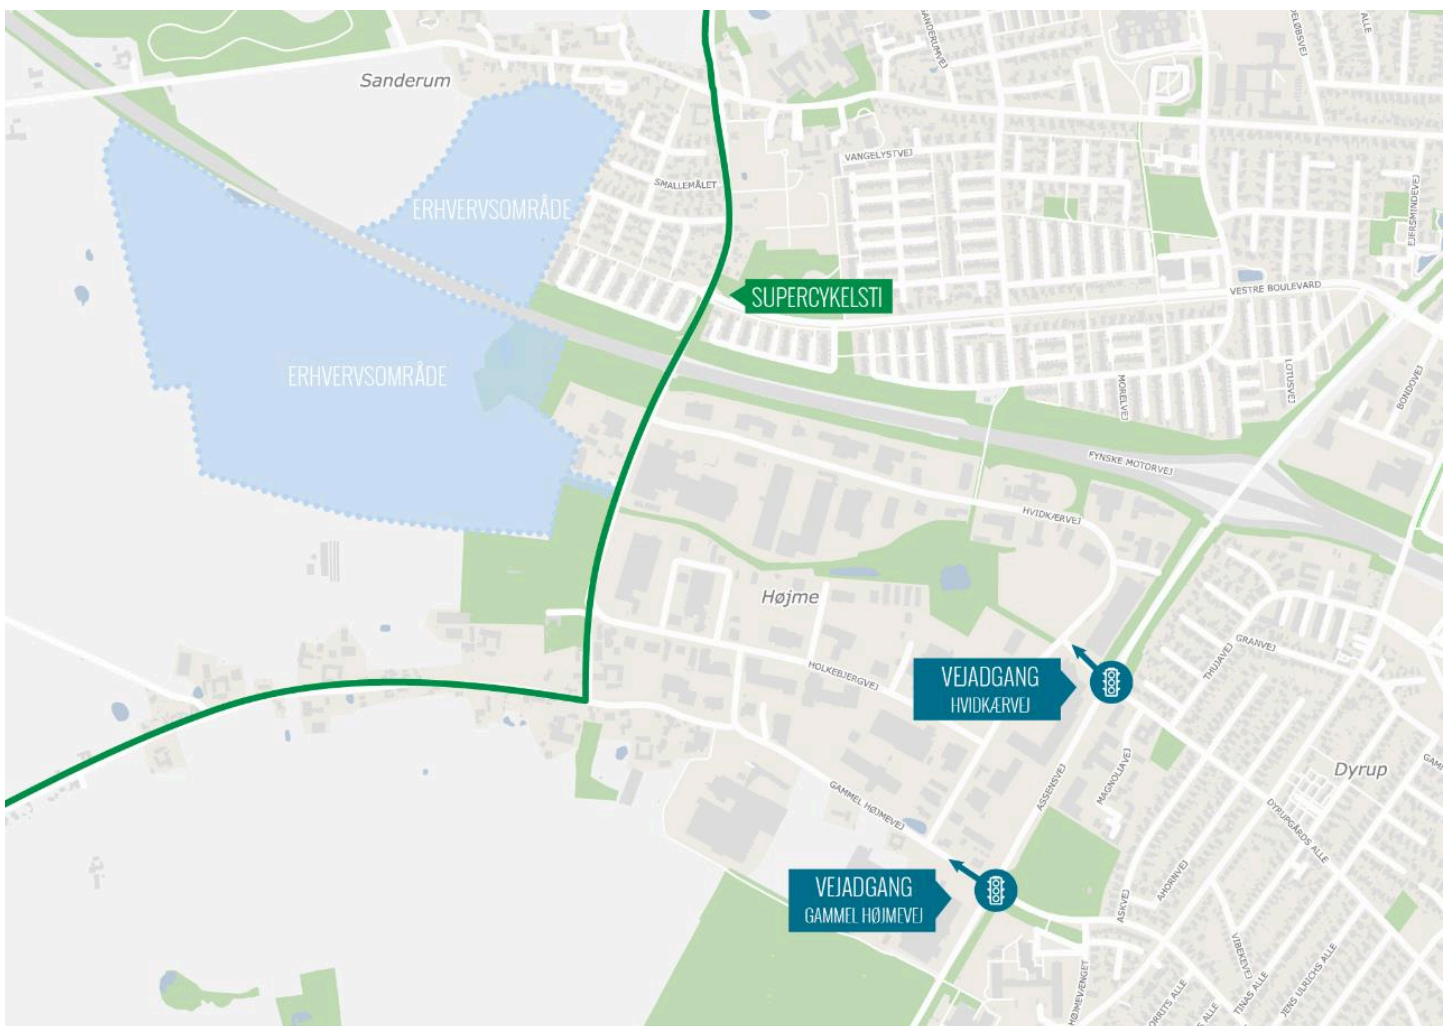 SANDERUMVEJ
EJERSMINDEVEJ
Sanderum
VANGELYSTVEJ
SMALLEMÅLET
ERHVERVSOMRÅDE
SUPERCYKELSTI
VESTRE BOULEVARD
ERHVERVSOMRÅDE
MORELVEJ
LOTUSVEJ
BONDOVEJ
FYNSKE MOTORVEJ
HVIDKÆRVEJ
Højme
GRANVEJ
THUJAVEJ
HOLKEBJERGVEJ
VEJADGANG
HVIDKÆRVEJ
ASSENSVEJ
MAGNOLIAVEJ
Dyrup
GAMMEL HØJMEVEJ
DYRUPGÅRDS ALLE
VEJADGANG
GAMMEL HØJMEVEJ
ASKVEJ
AHORNVEJ
VIBEKEVEJ
HØJMEVÆNGET
TINAS ALLE
JENS ULRICHS ALLE